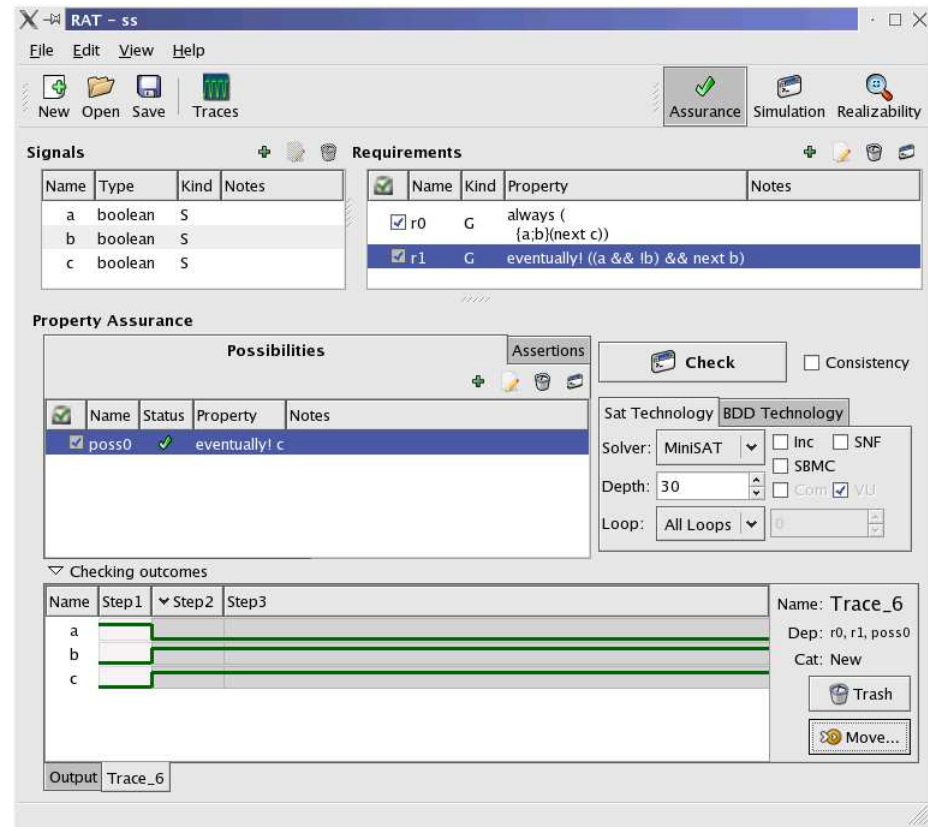 RAT - ss
File Edit View Help
New Open Save Traces Assurance Simulation Realizability
Signals
Name Type Kind Notes
a boolean S
b boolean S
c boolean S
Requirements
Name Kind Property Notes
r0 G always (
{a;b}(next c))
r1 G eventually! ((a && !b) && next b)
Property Assurance
Possibilities Assertions
Name Status Property Notes
poss0 eventually! c
Check Consistency
Sat Technology BDD Technology
Solver: MiniSAT Inc SNF
SBMC
Depth: 30 Com VU
Loop: All Loops 0
Checking outcomes
Name Step1 Step2 Step3
a
b
c
Name: Trace_6
Dep: r0, r1, poss0
Cat: New
Trash
Move...
Output Trace_6